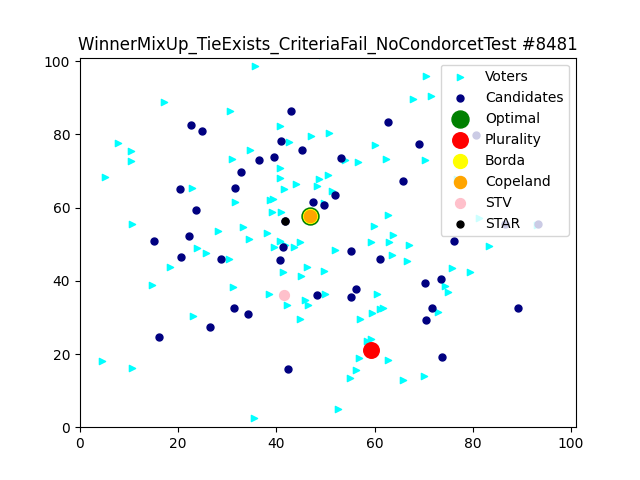 WinnerMixUp_TieExists_CriteriaFail_NoCondorcetTest #8481
100
80
60
40
20
0
0
20
40
60
80
100
Voters
Candidates
Optimal
Plurality
Borda
Copeland
STV
STAR